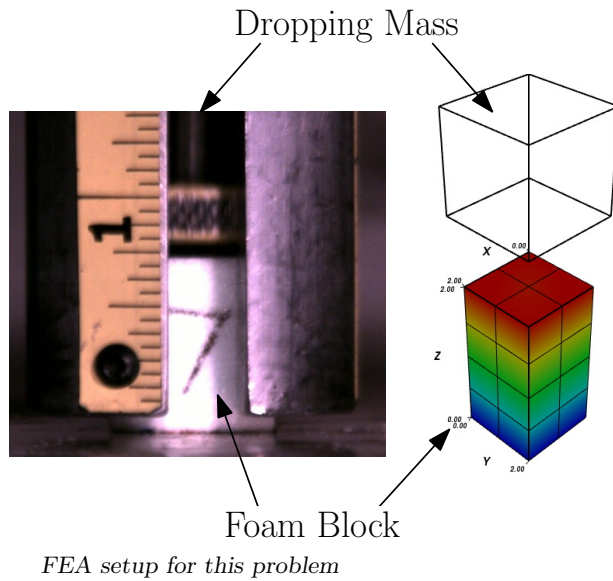 Dropping Mass
1
7
X
0.00
2.00
2.00
Z
0.00
0.00
Y
2.00
Foam Block
FEA setup for this problem